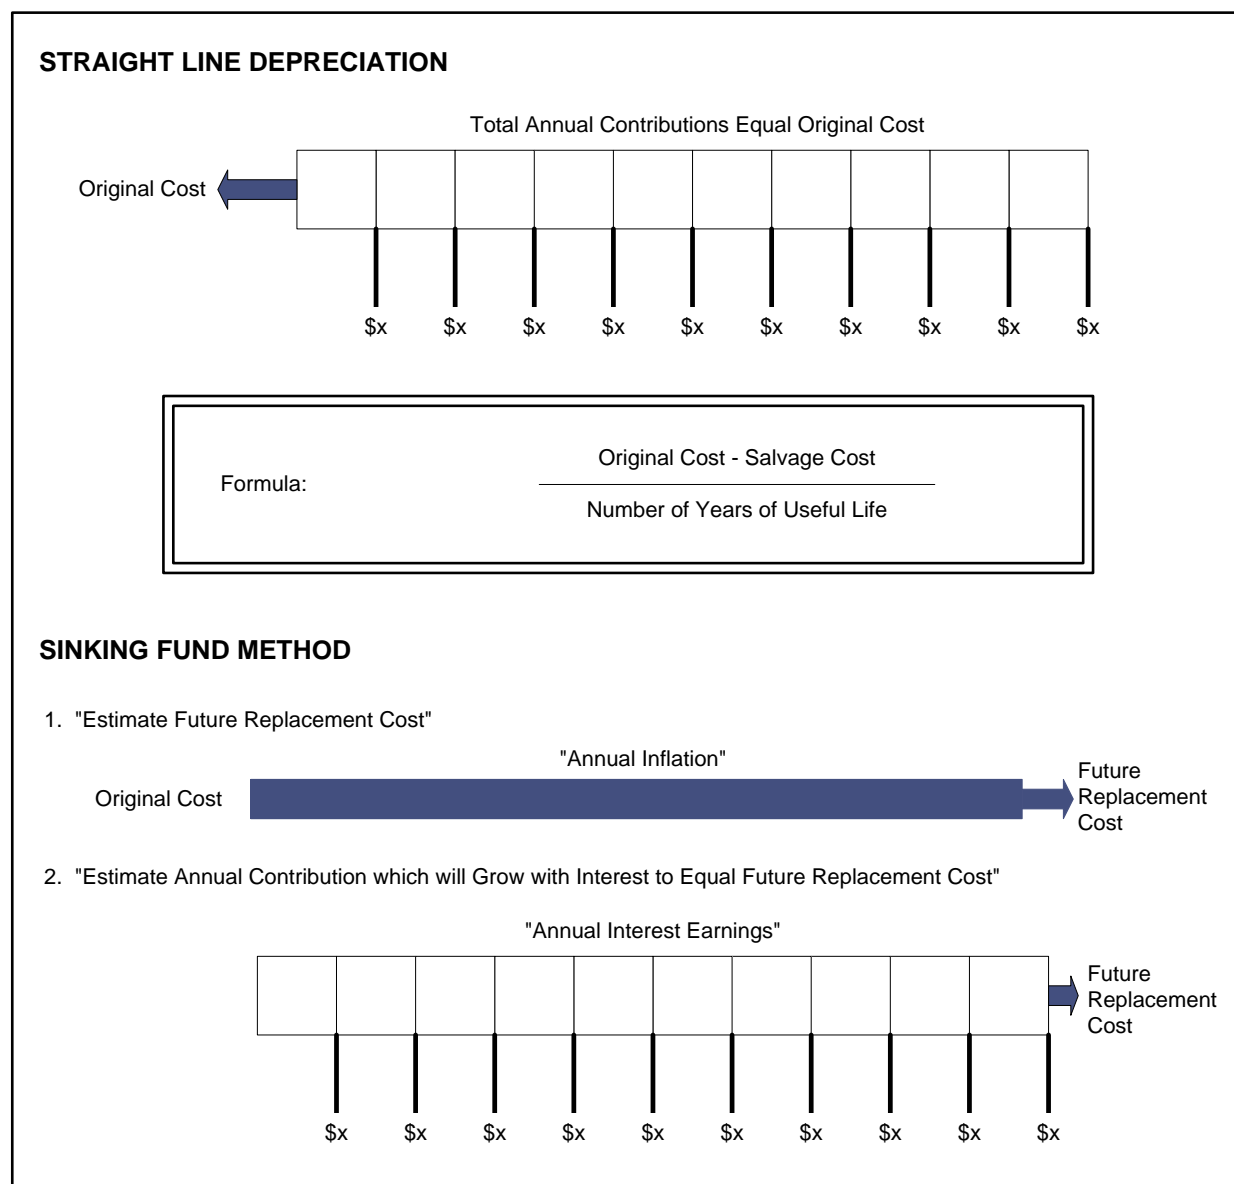 STRAIGHT LINE DEPRECIATION
Total Annual Contributions Equal Original Cost
Original Cost
$x $x $x $x $x $x $x $x $x $x
Formula:
Original Cost - Salvage Cost
Number of Years of Useful Life
SINKING FUND METHOD
1. "Estimate Future Replacement Cost"
"Annual Inflation"
Original Cost
Future
Replacement
Cost
2. "Estimate Annual Contribution which will Grow with Interest to Equal Future Replacement Cost"
"Annual Interest Earnings"
Future
Replacement
Cost
$x $x $x $x $x $x $x $x $x $x